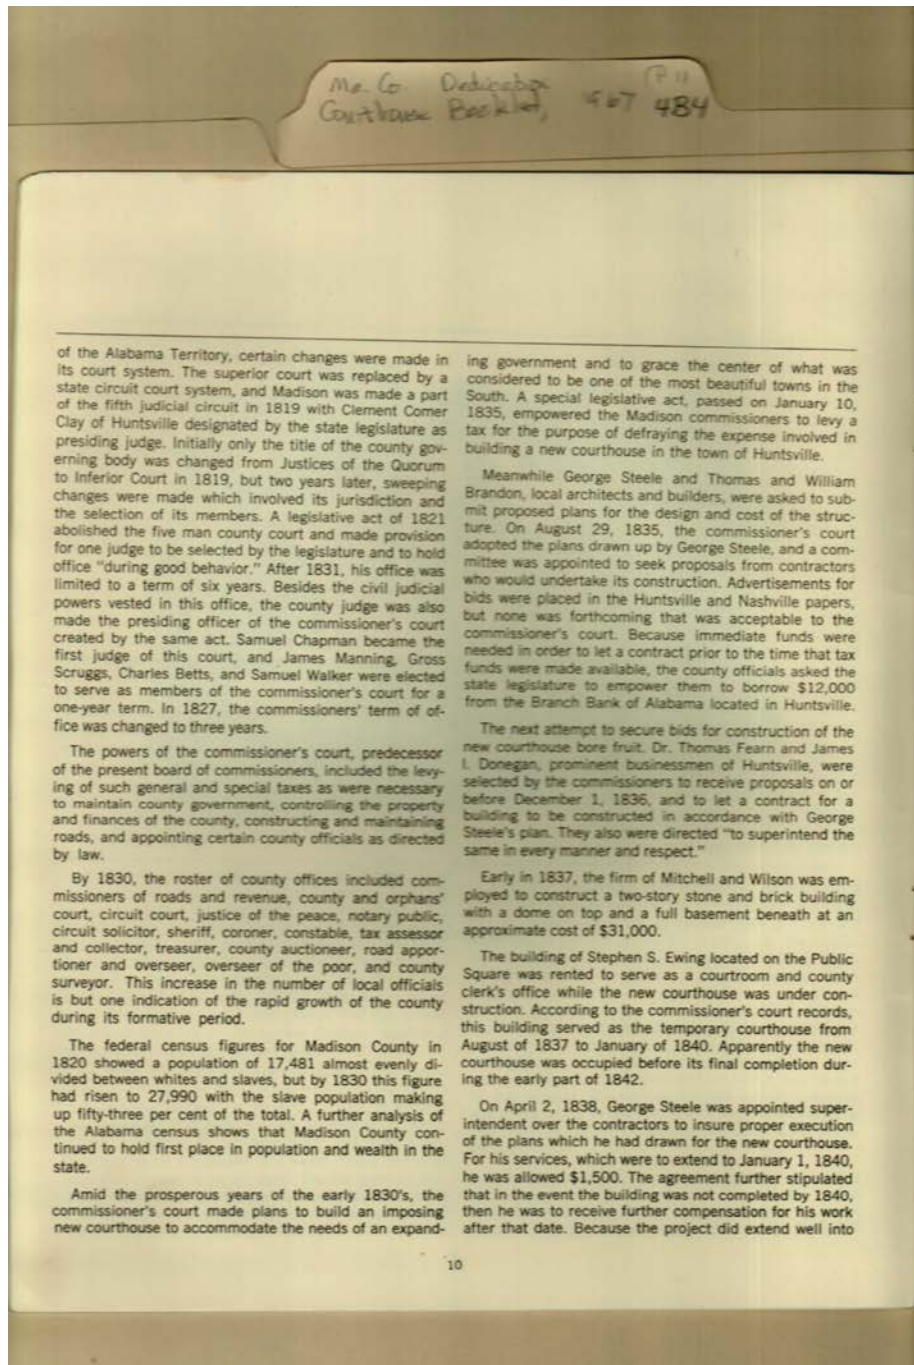 Ma. Co. Dedication
Courthouse Booklet, 1967 484
of the Alabama Territory, certain changes were made in
its court system. The superior court was replaced by a
state circuit court system, and Madison was made a part
of the fifth judicial circuit in 1819 with Clement Comer
Clay of Huntsville designated by the state legislature as
presiding judge. Initially only the title of the county gov-
erning body was changed from Justices of the Quorum
to Inferior Court in 1819, but two years later, sweeping
changes were made which involved its jurisdiction and
the selection of its members. A legislative act of 1821
abolished the five man county court and made provision
for one judge to be selected by the legislature and to hold
office "during good behavior." After 1831, his office was
limited to a term of six years. Besides the civil judicial
powers vested in this office, the county judge was also
made the presiding officer of the commissioner's court
created by the same act. Samuel Chapman became the
first judge of this court, and James Manning, Gross
Scruggs, Charles Betts, and Samuel Walker were elected
to serve as members of the commissioner's court for a
one-year term. In 1827, the commissioners' term of of-
fice was changed to three years.
The powers of the commissioner's court, predecessor
of the present board of commissioners, included the levy-
ing of such general and special taxes as were necessary
to maintain county government, controlling the property
and finances of the county, constructing and maintaining
roads, and appointing certain county officials as directed
by law.
By 1830, the roster of county offices included com-
missioners of roads and revenue, county and orphans'
court, circuit court, justice of the peace, notary public,
circuit solicitor, sheriff, coroner, constable, tax assessor
and collector, treasurer, county auctioneer, road appor-
tioner and overseer, overseer of the poor, and county
surveyor. This increase in the number of local officials
is but one indication of the rapid growth of the county
during its formative period.
The federal census figures for Madison County in
1820 showed a population of 17,481 almost evenly di-
vided between whites and slaves, but by 1830 this figure
had risen to 27,990 with the slave population making
up fifty-three per cent of the total. A further analysis of
the Alabama census shows that Madison County con-
tinued to hold first place in population and wealth in the
state.
Amid the prosperous years of the early 1830's, the
commissioner's court made plans to build an imposing
new courthouse to accommodate the needs of an expand-
ing government and to grace the center of what was
considered to be one of the most beautiful towns in the
South. A special legislative act, passed on January 10,
1835, empowered the Madison commissioners to levy a
tax for the purpose of defraying the expense involved in
building a new courthouse in the town of Huntsville.
Meanwhile George Steele and Thomas and William
Brandon, local architects and builders, were asked to sub-
mit proposed plans for the design and cost of the struc-
ture. On August 29, 1835, the commissioner's court
adopted the plans drawn up by George Steele, and a com-
mittee was appointed to seek proposals from contractors
who would undertake its construction. Advertisements for
bids were placed in the Huntsville and Nashville papers,
but none was forthcoming that was acceptable to the
commissioner's court. Because immediate funds were
needed in order to let a contract prior to the time that tax
funds were made available, the county officials asked the
state legislature to empower them to borrow $12,000
from the Branch Bank of Alabama located in Huntsville.
The next attempt to secure bids for construction of the
new courthouse bore fruit. Dr. Thomas Fearn and James
I. Donegan, prominent businessmen of Huntsville, were
selected by the commissioners to receive proposals on or
before December 1, 1836, and to let a contract for a
building to be constructed in accordance with George
Steele's plan. They also were directed "to superintend the
same in every manner and respect."
Early in 1837, the firm of Mitchell and Wilson was em-
ployed to construct a two-story stone and brick building
with a dome on top and a full basement beneath at an
approximate cost of $31,000.
The building of Stephen S. Ewing located on the Public
Square was rented to serve as a courtroom and county
clerk's office while the new courthouse was under con-
struction. According to the commissioner's court records,
this building served as the temporary courthouse from
August of 1837 to January of 1840. Apparently the new
courthouse was occupied before its final completion dur-
ing the early part of 1842.
On April 2, 1838, George Steele was appointed super-
intendent over the contractors to insure proper execution
of the plans which he had drawn for the new courthouse.
For his services, which were to extend to January 1, 1840,
he was allowed $1,500. The agreement further stipulated
that in the event the building was not completed by 1840,
then he was to receive further compensation for his work
after that date. Because the project did extend well into
10